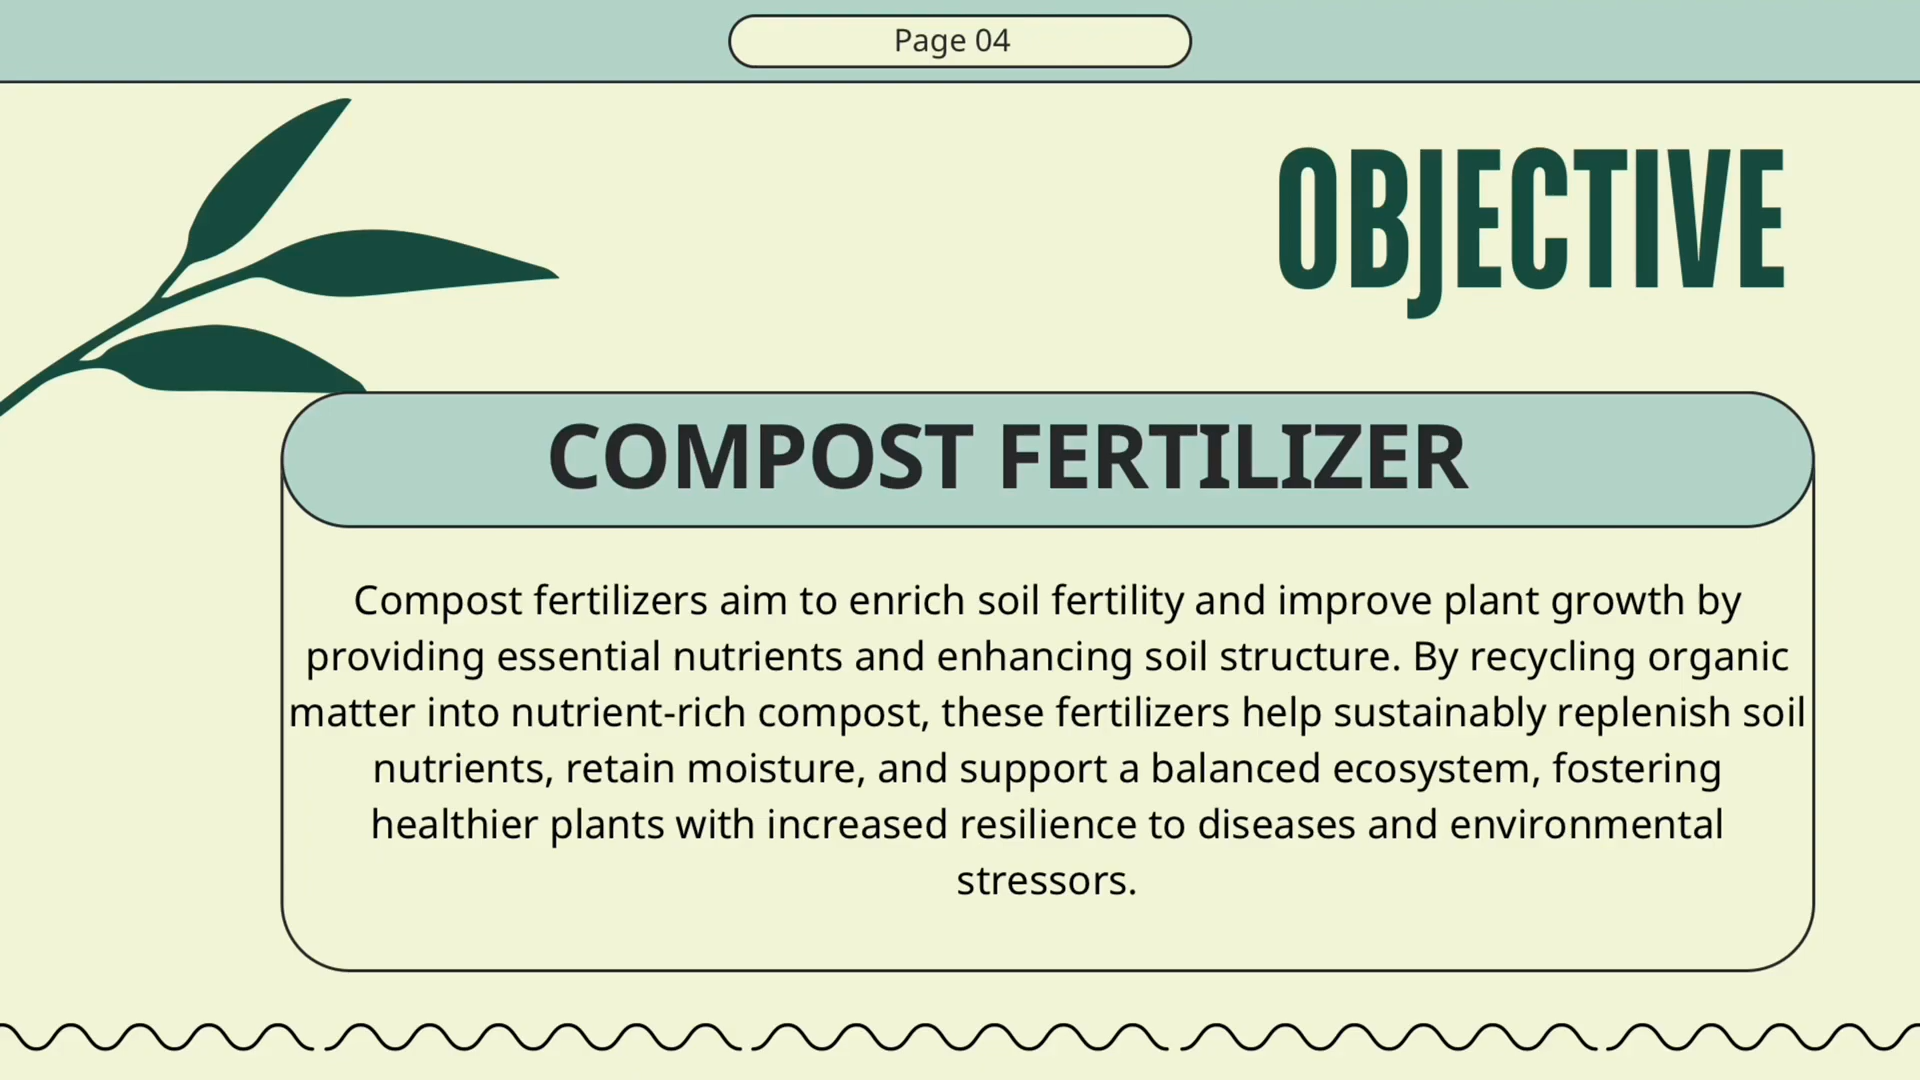 Page 04
OBJECTIVE
COMPOST FERTILIZER
Compost fertilizers aim to enrich soil fertility and improve plant growth by
providing essential nutrients and enhancing soil structure. By recycling organic
matter into nutrient-rich compost, these fertilizers help sustainably replenish soil
nutrients, retain moisture, and support a balanced ecosystem, fostering
healthier plants with increased resilience to diseases and environmental
stressors.